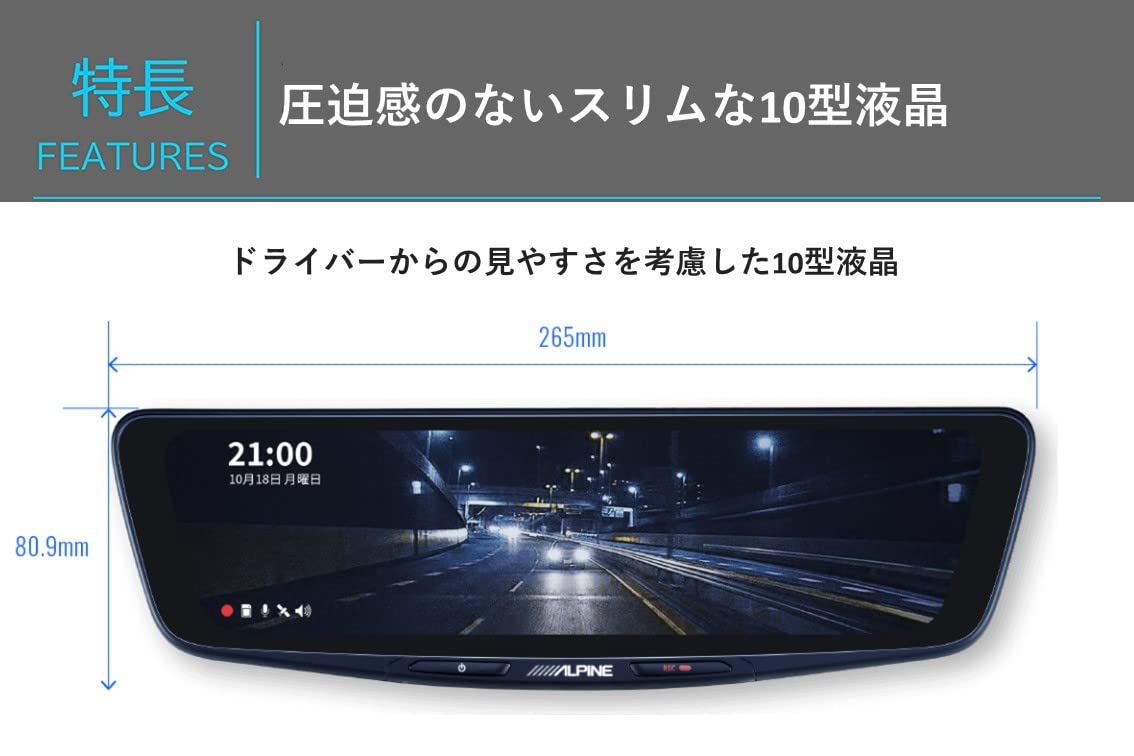 特長
FEATURES
圧迫感のないスリムな10型液晶
ドライバーからの見やすさを考慮した10型液晶
265mm
80.9mm
21:00
10月18日 月曜日
ALPINE
REC